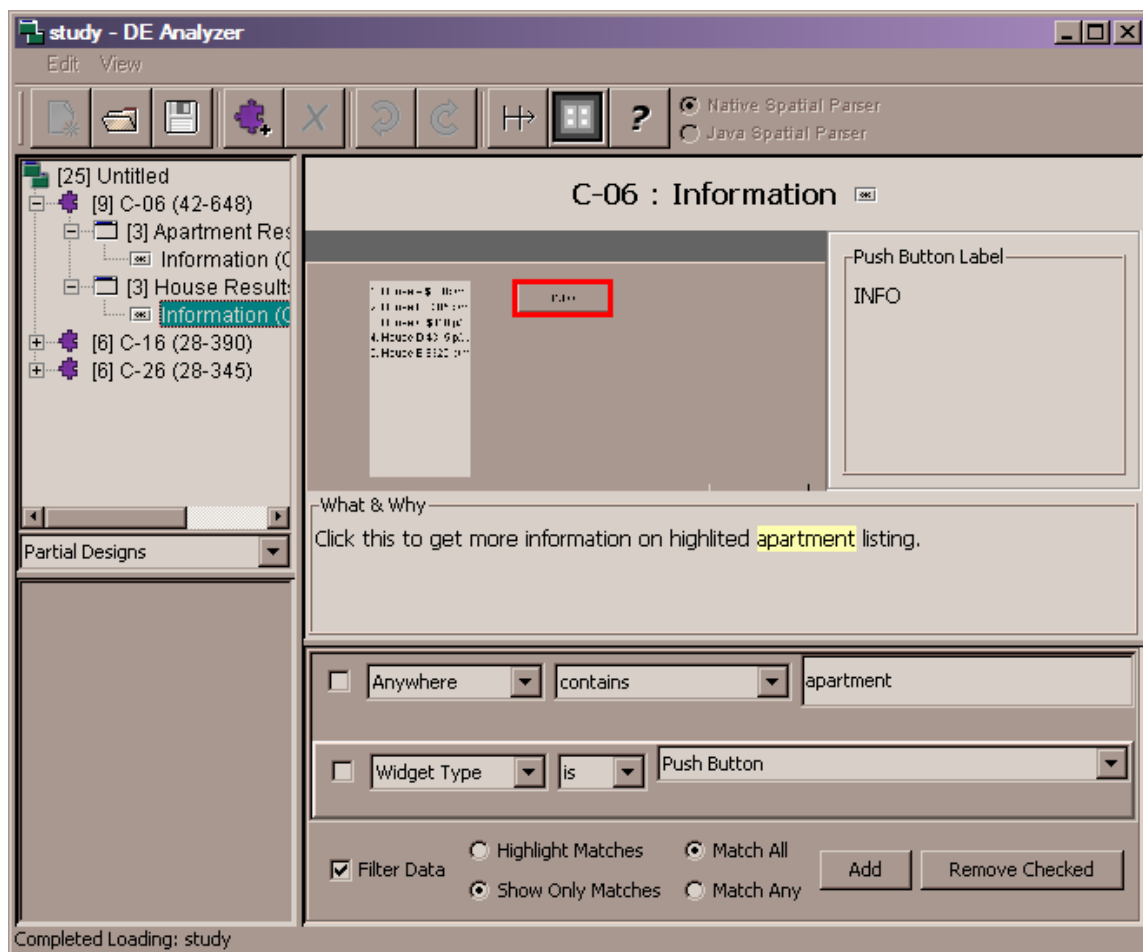 study - DE Analyzer
Edit View
? Native Spatial Parser
Java Spatial Parser
[25] Untitled
[9] C-06 (42-648)
[3] Apartment Res
Information (C
[3] House Result
Information (C
[6] C-16 (28-390)
[6] C-26 (28-345)
Partial Designs
C-06 : Information
4. House D
House E
Push Button Label
INFO
What & Why
Click this to get more information on highlited apartment listing.
Anywhere contains apartment
Widget Type is Push Button
Filter Data
Highlight Matches Match All
Show Only Matches Match Any
Add Remove Checked
Completed Loading: study